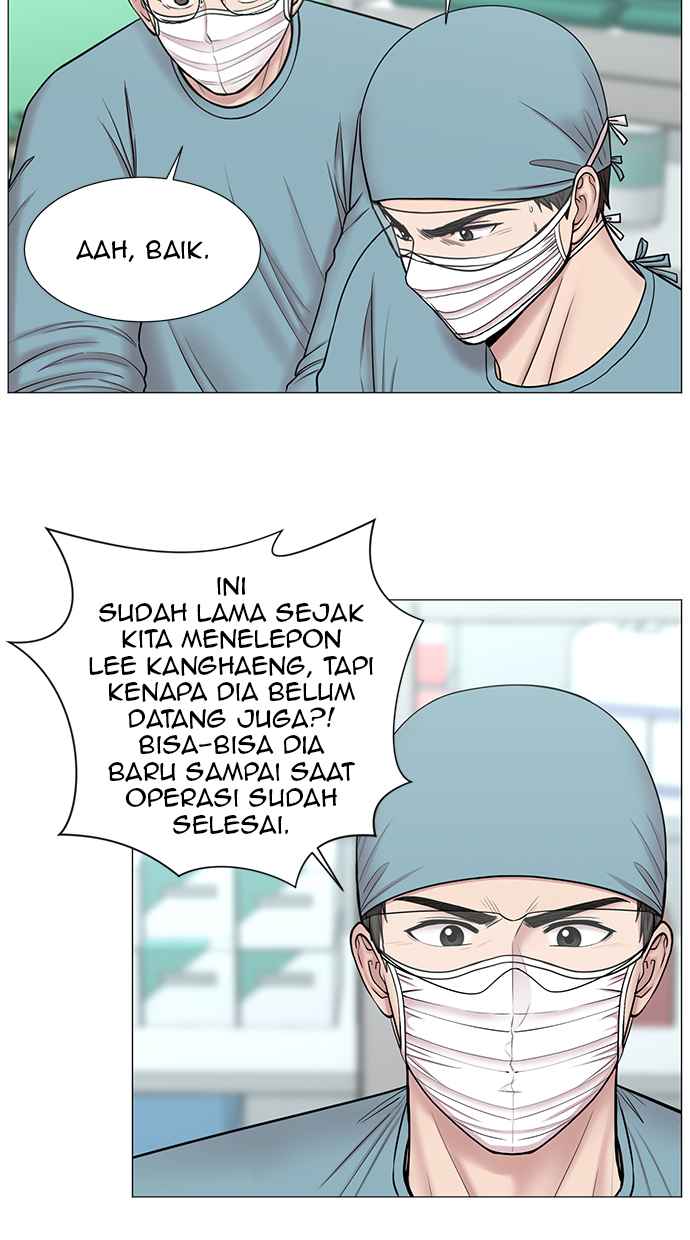 AAH, BAIK.
INI
SUDAH LAMA SEJAK
KITA MENELEPON
LEE KANGHAENG, TAPI
KENAPA DIA BELUM
DATANG JUGA?!
BISA-BISA DIA
BARU SAMPAI SAAT
OPERASI SUDAH
SELESAI.